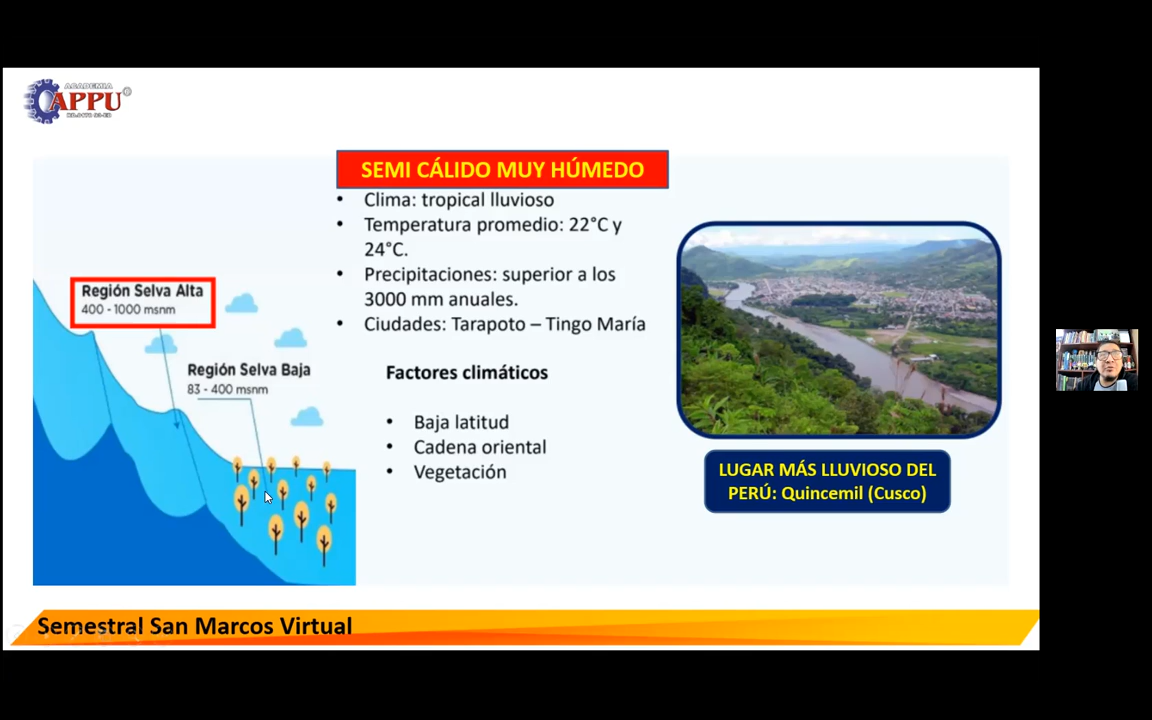 ACADEMIA
APPU
SEMI CÁLIDO MUY HÚMEDO
• Clima: tropical lluvioso
• Temperatura promedio: 22°C y
24°C.
• Precipitaciones: superior a los
3000 mm anuales.
• Ciudades: Tarapoto – Tingo María
Factores climáticos
• Baja latitud
• Cadena oriental
• Vegetación
Región Selva Alta
400 - 1000 msnm
Región Selva Baja
83 - 400 msnm
LUGAR MÁS LLUVIOSO DEL
PERÚ: Quincemil (Cusco)
Semestral San Marcos Virtual